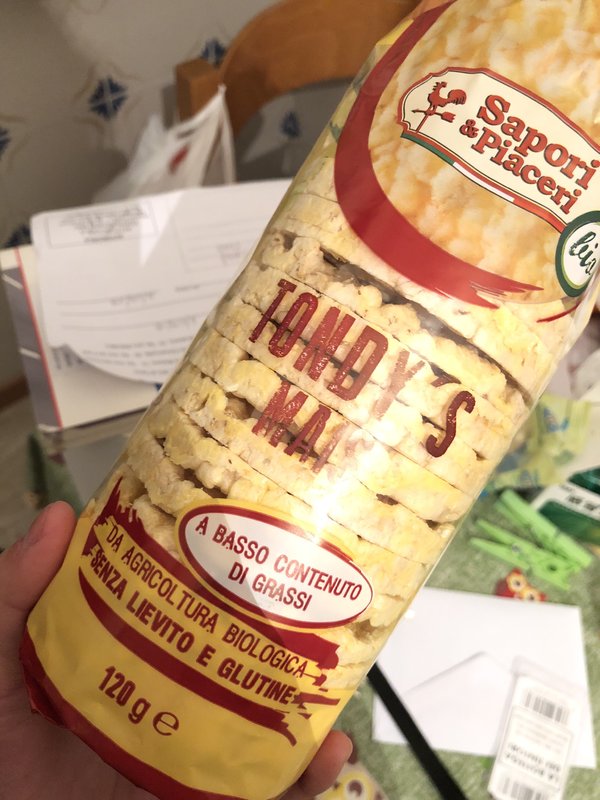 Sapori
& Piaceri
bio
TONDY'S
MAIS
A BASSO CONTENUTO
DI GRASSI
DA AGRICOLTURA BIOLOGICA
SENZA LIEVITO E GLUTINE
120 g e